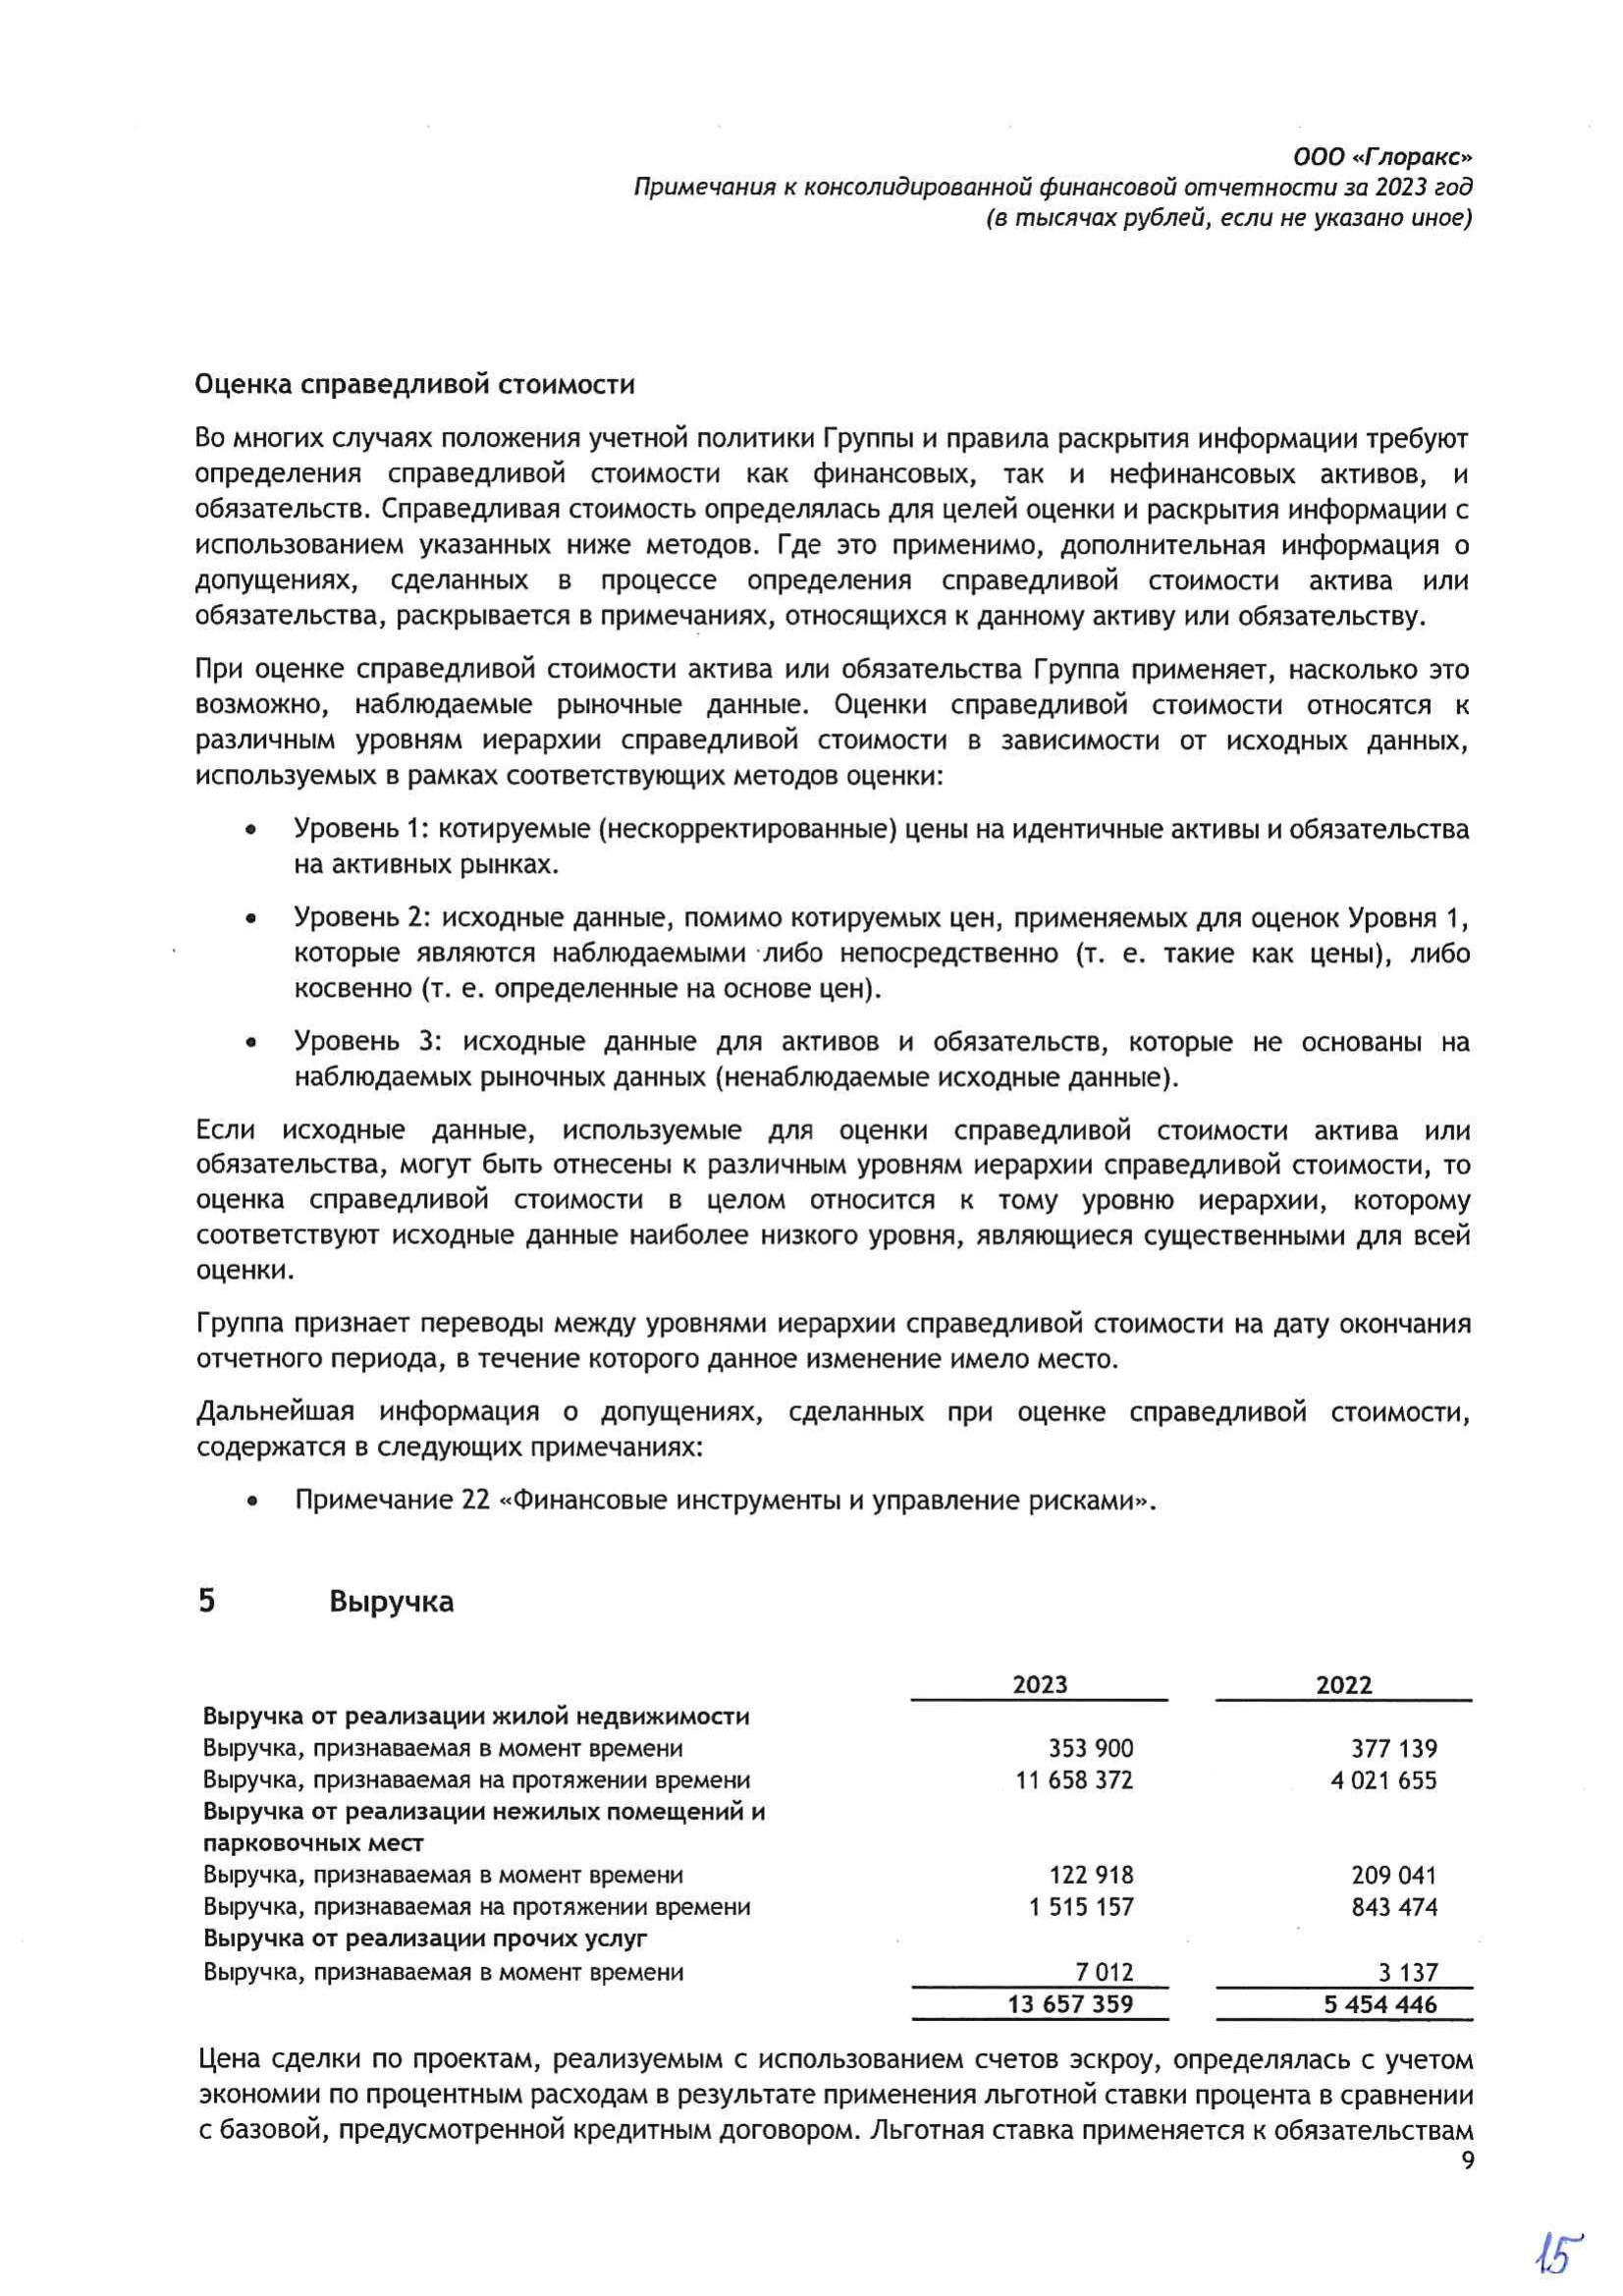 ООО «Глоракс»
Примечания к консолидированной финансовой отчетности за 2023 год
(в тысячах рублей, если не указано иное)
Оценка справедливой стоимости
Во многих случаях положения учетной политики Группы и правила раскрытия информации требуют
определения справедливой стоимости как финансовых, так и нефинансовых активов, и
обязательств. Справедливая стоимость определялась для целей оценки и раскрытия информации с
использованием указанных ниже методов. Где это применимо, дополнительная информация о
допущениях, сделанных в процессе определения справедливой стоимости актива или
обязательства, раскрывается в примечаниях, относящихся к данному активу или обязательству.
При оценке справедливой стоимости актива или обязательства Группа применяет, насколько это
возможно, наблюдаемые рыночные данные. Оценки справедливой стоимости относятся к
различным уровням иерархии справедливой стоимости в зависимости от исходных данных,
используемых в рамках соответствующих методов оценки:
• Уровень 1: котируемые (нескорректированные) цены на идентичные активы и обязательства
на активных рынках.
• Уровень 2: исходные данные, помимо котируемых цен, применяемых для оценок Уровня 1,
которые являются наблюдаемыми либо непосредственно (т. е. такие как цены), либо
косвенно (т. е. определенные на основе цен).
• Уровень 3: исходные данные для активов и обязательств, которые не основаны на
наблюдаемых рыночных данных (ненаблюдаемые исходные данные).
Если исходные данные, используемые для оценки справедливой стоимости актива или
обязательства, могут быть отнесены к различным уровням иерархии справедливой стоимости, то
оценка справедливой стоимости в целом относится к тому уровню иерархии, которому
соответствуют исходные данные наиболее низкого уровня, являющиеся существенными для всей
оценки.
Группа признает переводы между уровнями иерархии справедливой стоимости на дату окончания
отчетного периода, в течение которого данное изменение имело место.
Дальнейшая информация о допущениях, сделанных при оценке справедливой стоимости,
содержатся в следующих примечаниях:
• Примечание 22 «Финансовые инструменты и управление рисками».
5 Выручка
2023 2022
Выручка от реализации жилой недвижимости
Выручка, признаваемая в момент времени 353 900 377 139
Выручка, признаваемая на протяжении времени 11 658 372 4 021 655
Выручка от реализации нежилых помещений и
парковочных мест
Выручка, признаваемая в момент времени 122 918 209 041
Выручка, признаваемая на протяжении времени 1 515 157 843 474
Выручка от реализации прочих услуг
Выручка, признаваемая в момент времени 7 012 3 137
13 657 359 5 454 446
Цена сделки по проектам, реализуемым с использованием счетов эскроу, определялась с учетом
экономии по процентным расходам в результате применения льготной ставки процента в сравнении
с базовой, предусмотренной кредитным договором. Льготная ставка применяется к обязательствам
9
15